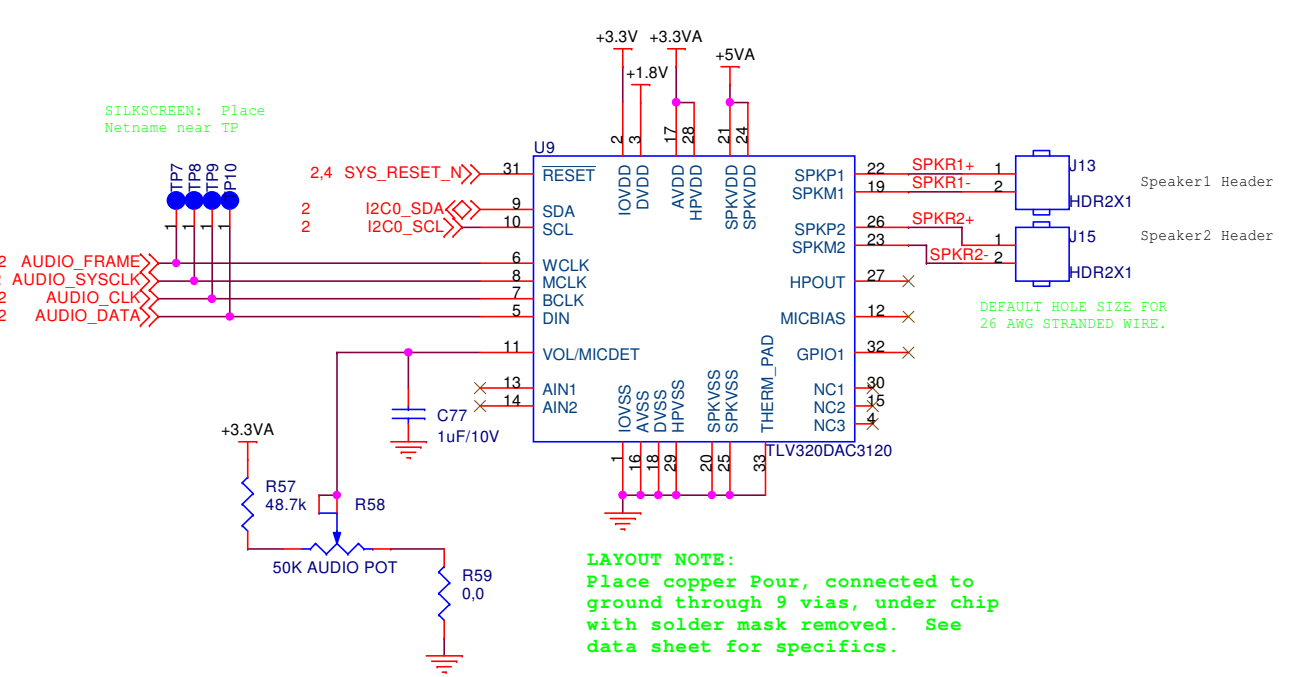 +3.3V +3.3VA
+5VA
+1.8V
SILKSCREEN: Place
Netname near TP
TP7
TP8
TP9
P10
1
1
1
1
U9
2
3
17
28
21
24
IOVDD
DVDD
AVDD
HPVDD
SPKVDD
SPKVDD
2,4 SYS_RESET_N 31 RESET
2 I2C0_SDA 9 SDA
2 I2C0_SCL 10 SCL
2 AUDIO_FRAME 6 WCLK
AUDIO_SYSCLK 8 MCLK
2 AUDIO_CLK 7 BCLK
2 AUDIO_DATA 5 DIN
11 VOL/MICDET
13 AIN1
14 AIN2
SPKP1 22 SPKR1+ 1
SPKM1 19 SPKR1- 2
J13
HDR2X1
Speaker1 Header
SPKP2 26 SPKR2+ 1
SPKM2 23 SPKR2- 2
J15
HDR2X1
Speaker2 Header
HPOUT 27
DEFAULT HOLE SIZE FOR
26 AWG STRANDED WIRE.
MICBIAS 12
GPIO1 32
NC1 30
NC2 15
NC3 4
THERM_PAD
IOVSS
AVSS
DVSS
HPVSS
SPKVSS
SPKVSS
TLV320DAC3120
1
16
18
29
20
25
33
C77
1uF/10V
+3.3VA
R57
48.7k
R58
50K AUDIO POT
R59
0,0
LAYOUT NOTE:
Place copper Pour, connected to
ground through 9 vias, under chip
with solder mask removed. See
data sheet for specifics.